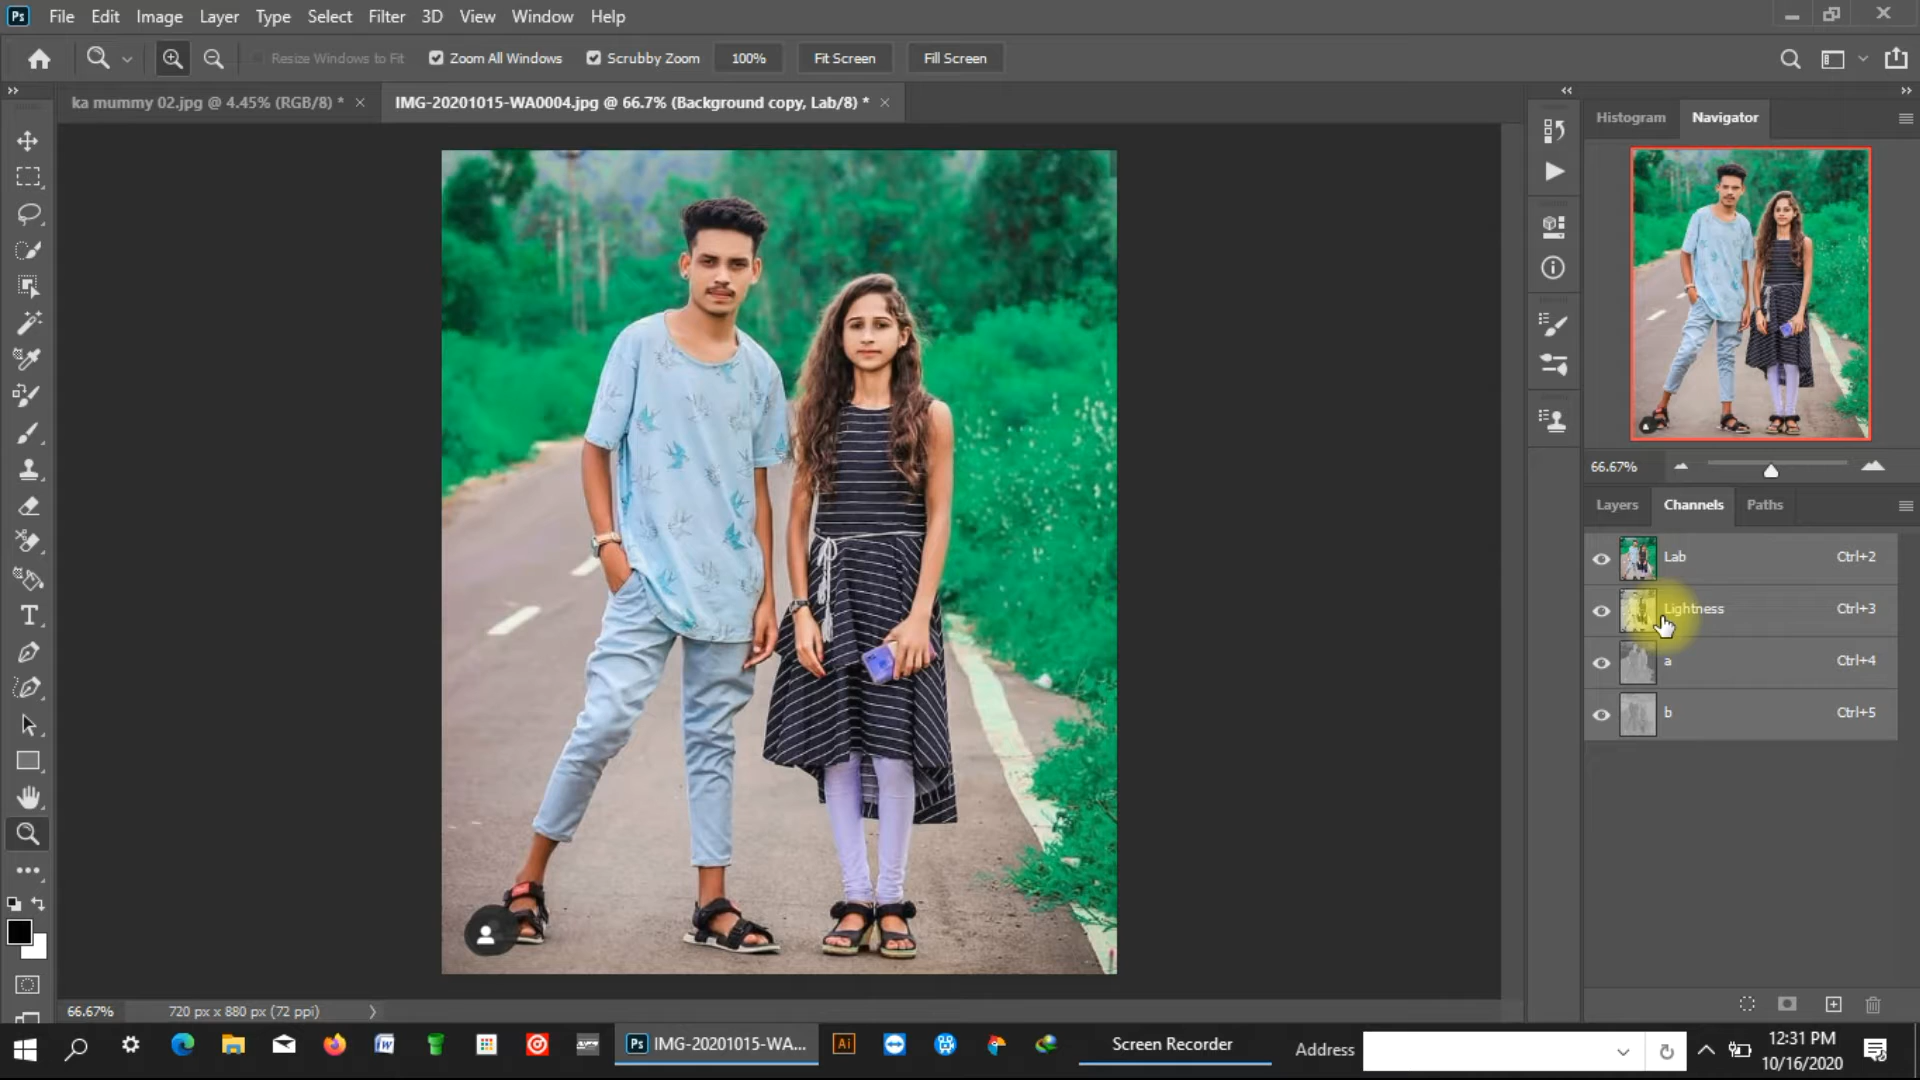 Ps File Edit Image Layer Type Select Filter 3D View Window Help
Resize Windows to Fit Zoom All Windows Scrubby Zoom 100% Fit Screen Fill Screen
ka mummy 02.jpg @ 4.45% (RGB/8) * × IMG-20201015-WA0004.jpg @ 66.7% (Background copy, Lab/8) * ×
Histogram Navigator
66.67%
Layers Channels Paths
Lab Ctrl+2
Lightness Ctrl+3
a Ctrl+4
b Ctrl+5
T
66.67% 720 px x 880 px (72 ppi)
Ps IMG-20201015-WA... Ai Screen Recorder Address 12:31 PM
10/16/2020